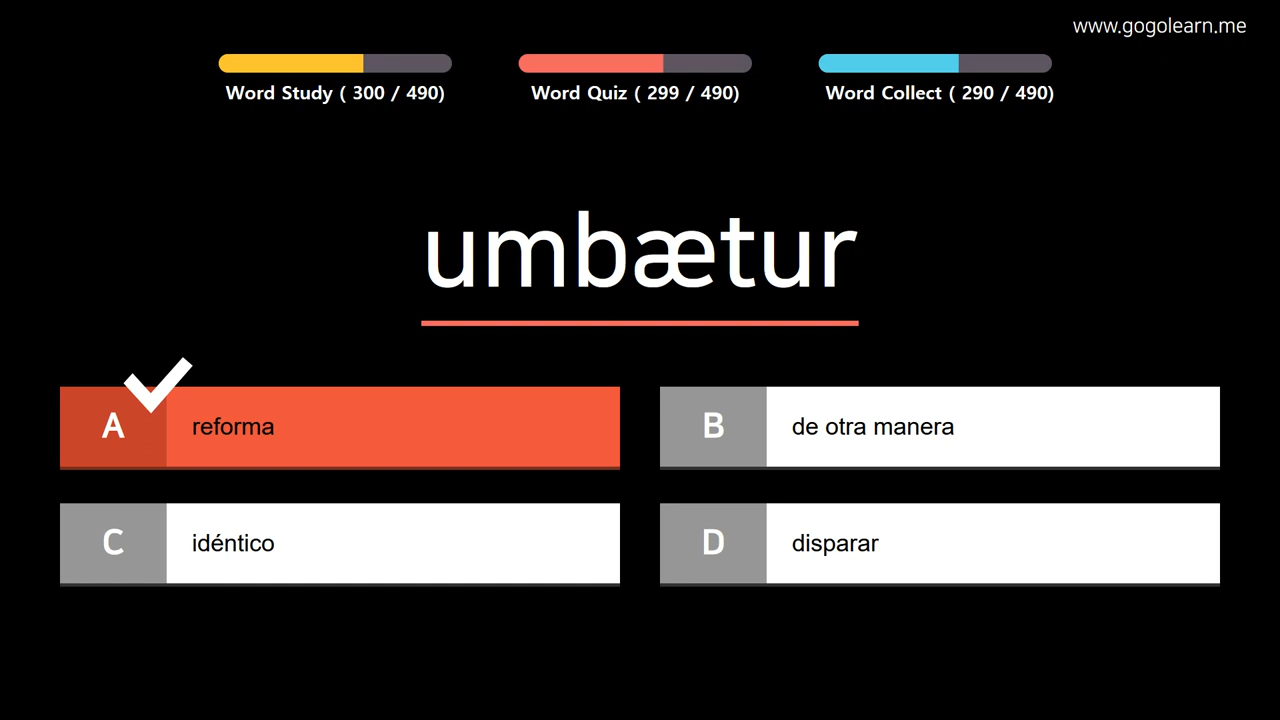 www.gogolearn.me
Word Study ( 300 / 490)
Word Quiz ( 299 / 490)
Word Collect ( 290 / 490)
umbætur
A reforma
B de otra manera
C idéntico
D disparar